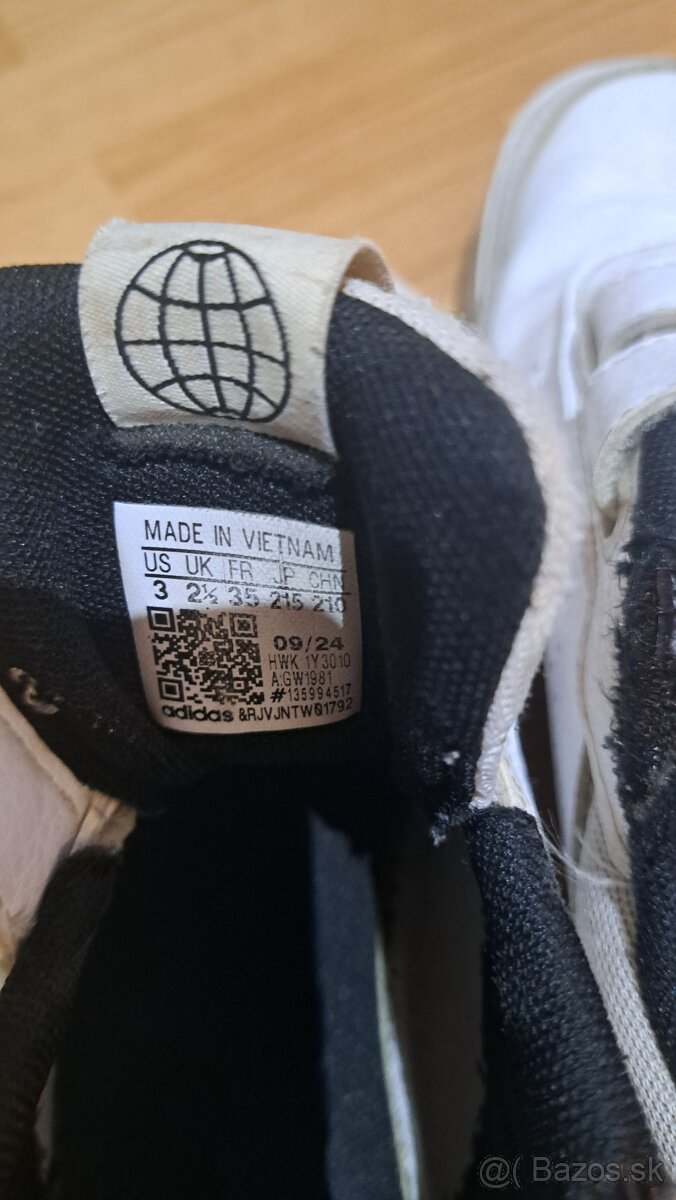 MADE IN VIETNAM
US UK FR JP CHN
3 2½ 35 215 210
09/24
HWK 1Y3010
A:GW1981
#135994517
adidas &RJVJNTW01792
@( Bazos.sk